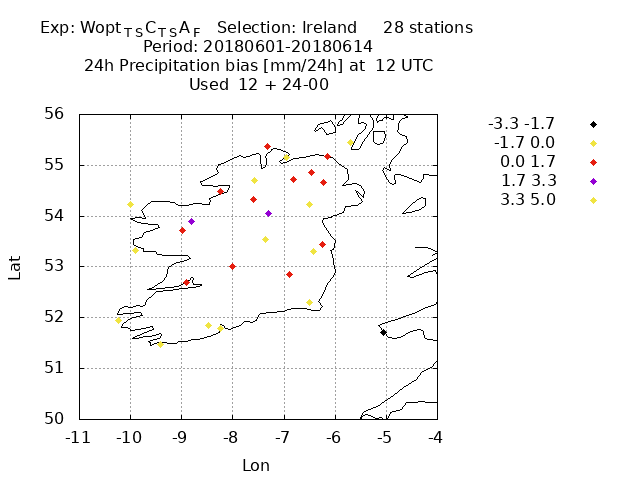 Exp: Wopt_TS C_TS A_F Selection: Ireland 28 stations
Period: 20180601-20180614
24h Precipitation bias [mm/24h] at 12 UTC
Used 12 + 24-00
-3.3 -1.7
-1.7 0.0
0.0 1.7
1.7 3.3
3.3 5.0
56
55
54
53
52
51
50
Lat
-11 -10 -9 -8 -7 -6 -5 -4
Lon